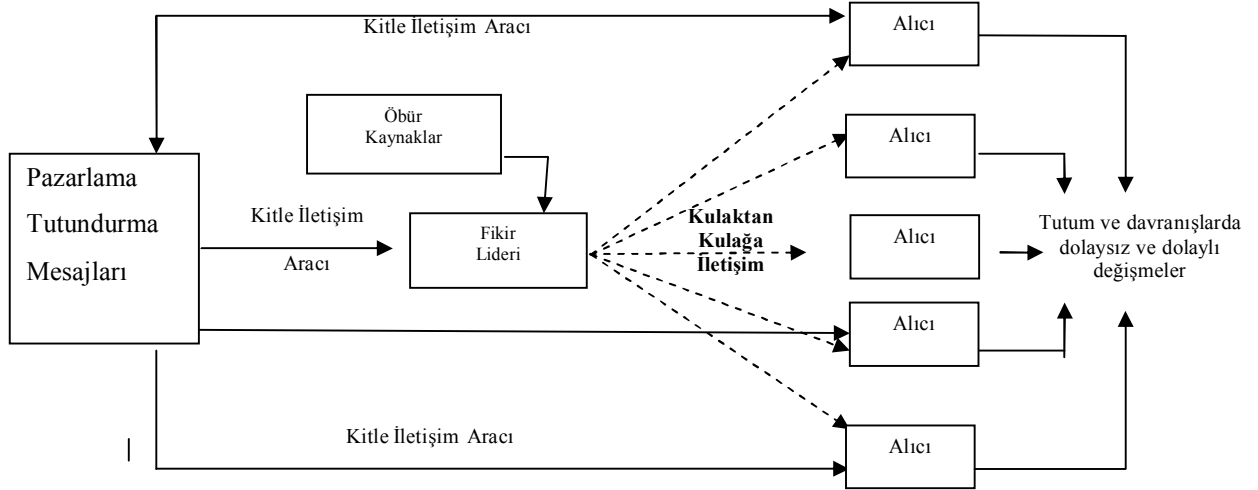 Kitle İletişim Aracı
Alıcı
Öbür
Kaynaklar
Alıcı
Pazarlama
Tutundurma
Mesajları
Kitle İletişim
Aracı
Fikir
Lideri
Kulaktan
Kulağa
İletişim
Alıcı
Tutum ve davranışlarda
dolaysız ve dolaylı
değişmeler
Alıcı
Kitle İletişim Aracı
Alıcı